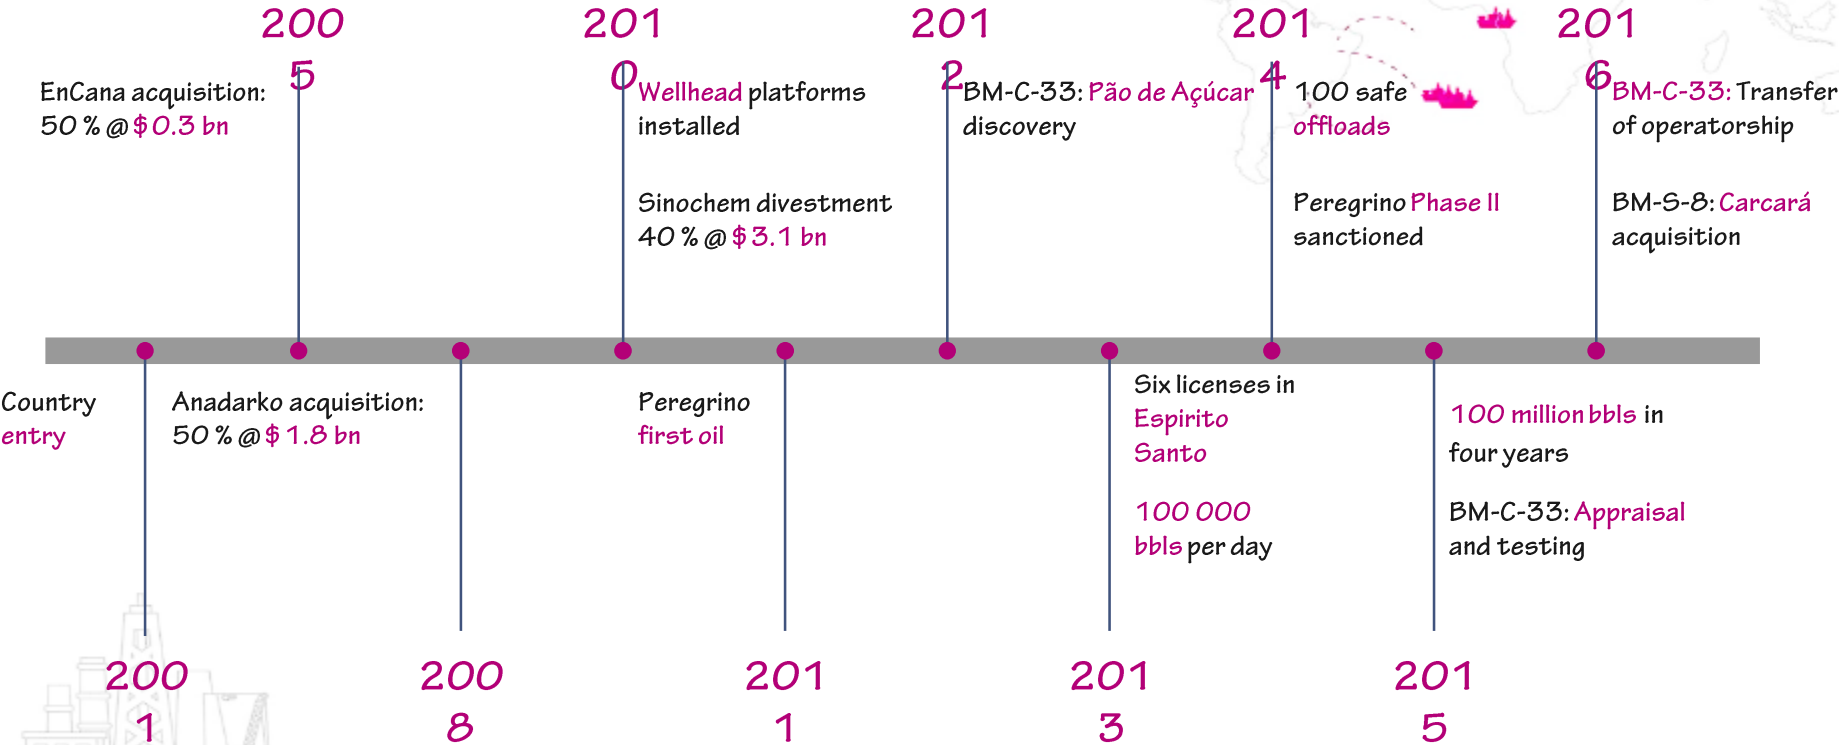 200
5
EnCana acquisition:
50 % @ $ 0.3 bn
201
0
Wellhead platforms
installed
Sinochem divestment
40 % @ $ 3.1 bn
201
2
BM-C-33: Pão de Açúcar
discovery
201
4
100 safe
offloads
Peregrino Phase II
sanctioned
201
6
BM-C-33: Transfer
of operatorship
BM-S-8: Carcará
acquisition
Country
entry
200
1
Anadarko acquisition:
50 % @ $ 1.8 bn
200
8
Peregrino
first oil
201
1
Six licenses in
Espirito
Santo
100 000
bbls per day
201
3
100 million bbls in
four years
BM-C-33: Appraisal
and testing
201
5